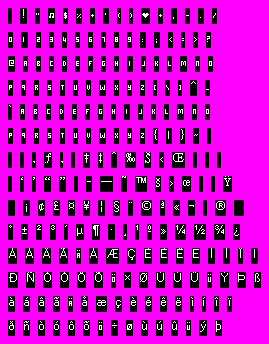 ! " ♫ $ % + ' ( ) ♥ + , - . /
0 1 2 3 4 5 6 7 8 9 : ; < = > ?
@ A B C D E F G H I J K L M N O
P Q R S T U V W X Y Z [ \ ] ^ _
` A B C D E F G H I J K L M N O
P Q R S T U V W X Y Z { | } ~
‚ ƒ „ † ‡ ˆ ‰ Š ‹ Œ
‘ ’ “ ” – — ˜ ™ š › œ Ÿ
¡ ¢ £ ¤ ¥ ¦ § ¨ © ª « ¬ ®
° ± ² ³ ´ µ ¶ · ¸ ¹ º » ¼ ½ ¾ ¿
À Á Â Ã Ä Å Æ Ç È É Ê Ë Ì Í Î Ï
Ð Ñ Ò Ó Ô Õ Ö × Ø Ù Ú Û Ü Ý Þ ß
à á â ã ä å æ ç è é ê ë ì í î ï
ð ñ ò ó ô õ ö ÷ ø ù ú û ü ý þ